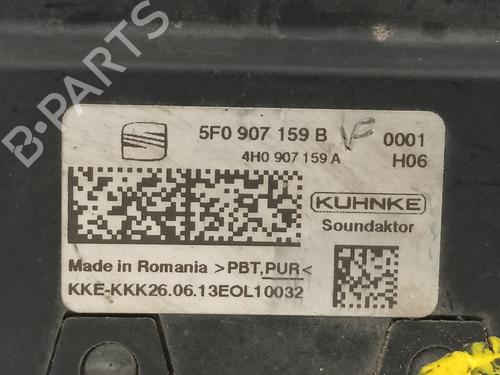 5F0 907 159 B VF 0001
4H0 907 159 A H06
KUHNKE
Soundaktor
Made in Romania >PBT,PUR<
KKE-KKK26.06.13EOL10032